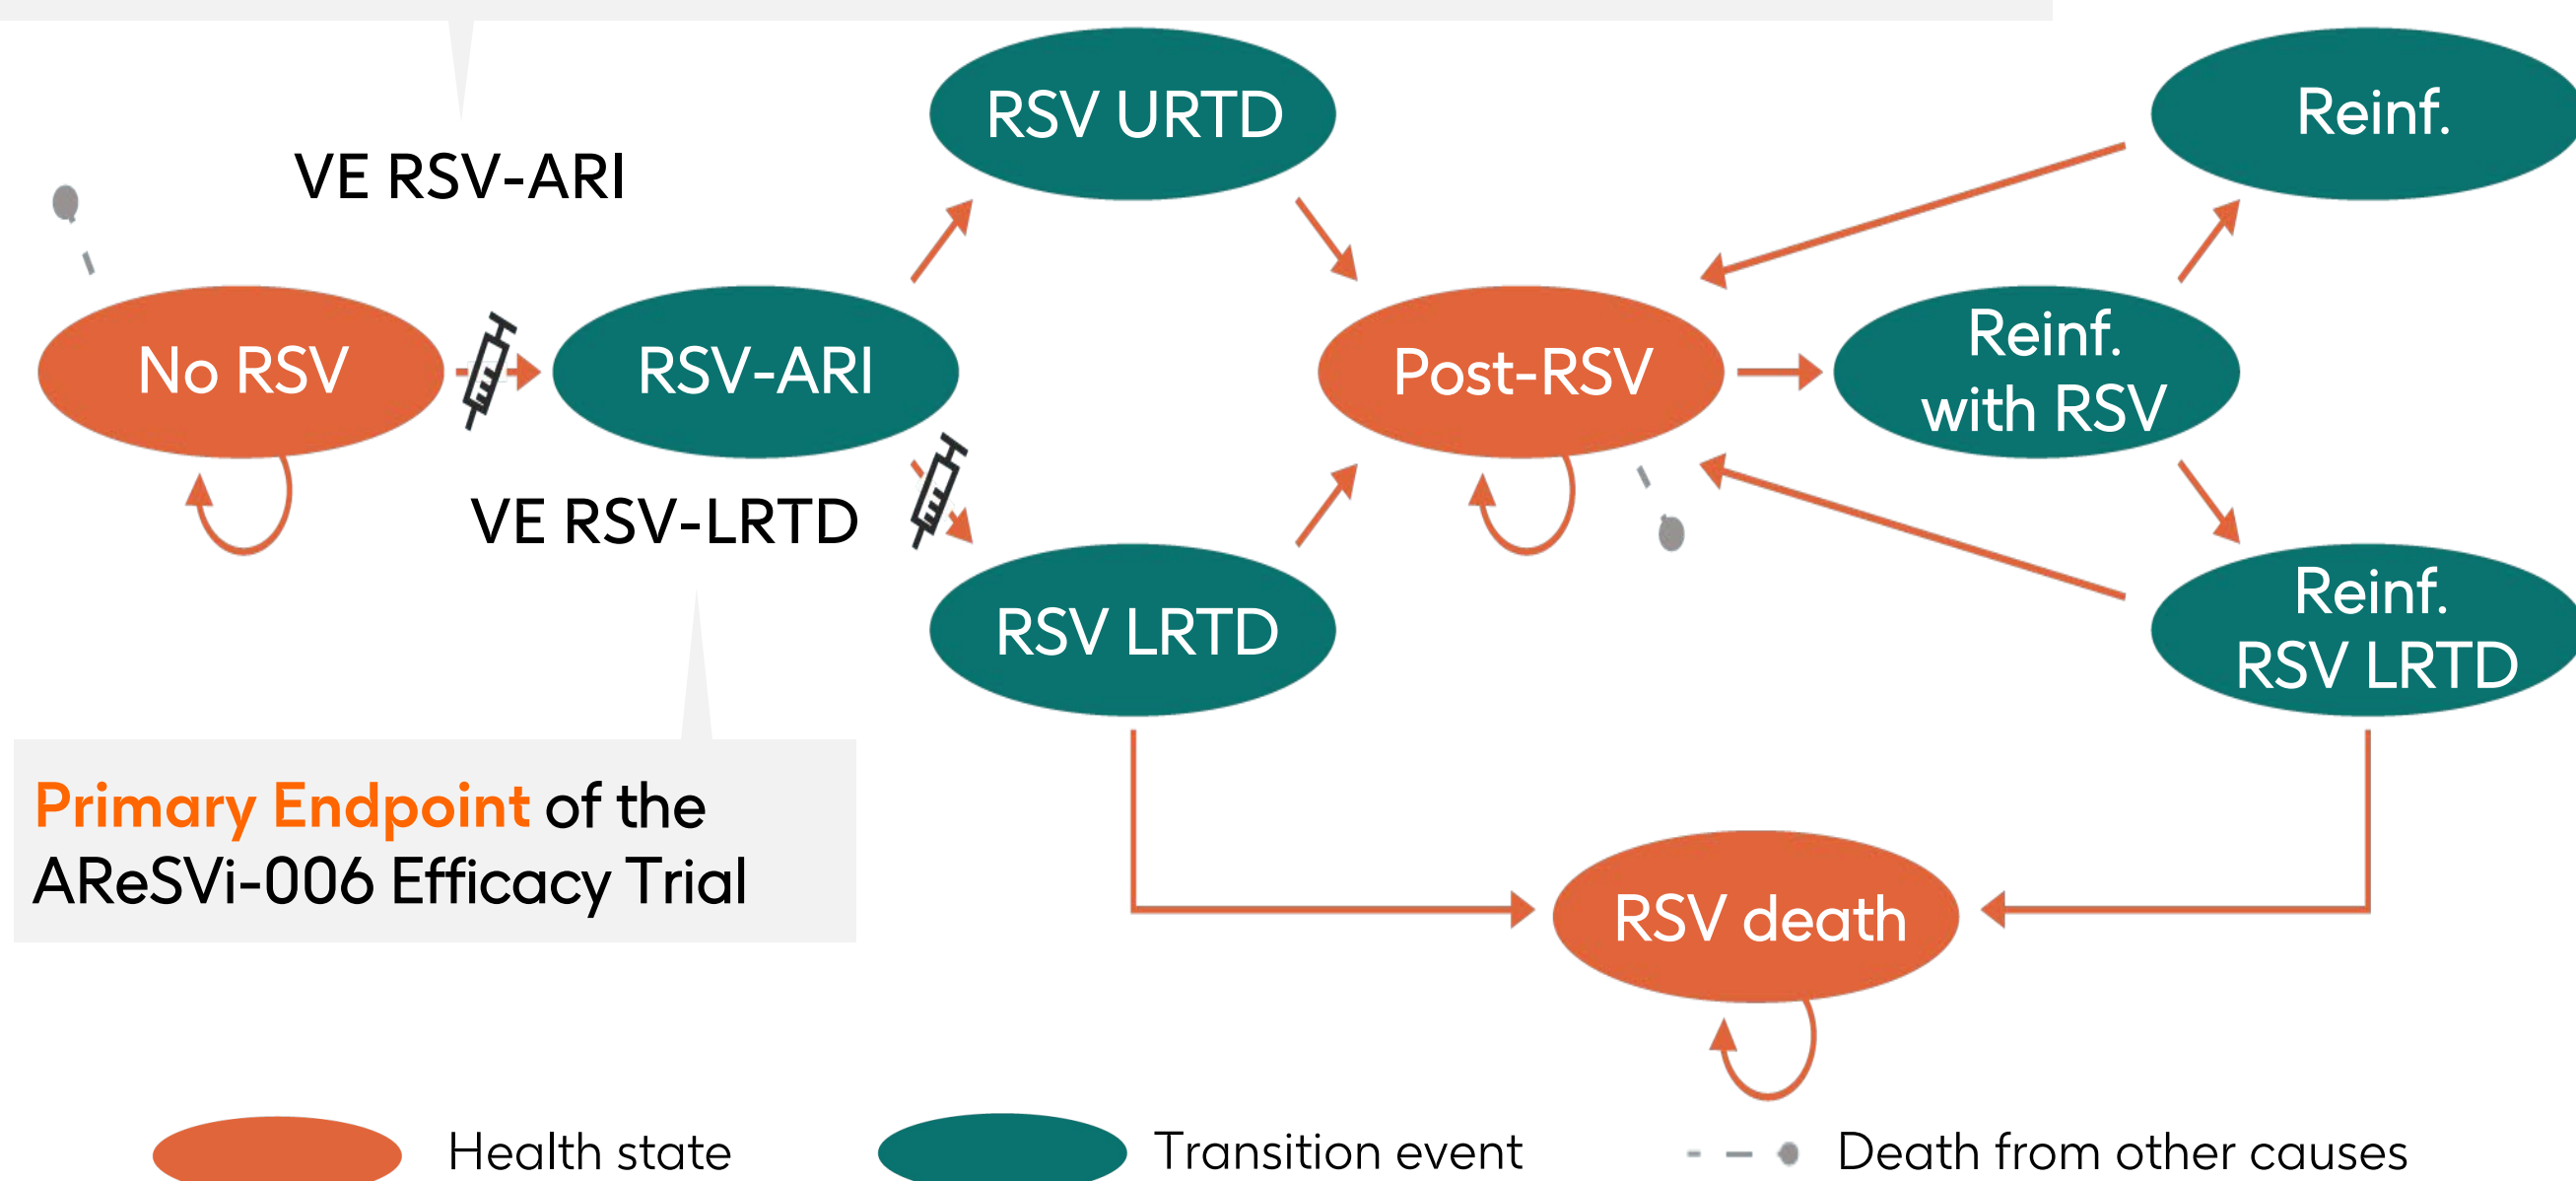 RSV URTD
Reinf.
VE RSV-ARI
No RSV
RSV-ARI
Post-RSV
Reinf.
with RSV
VE RSV-LRTD
RSV LRTD
Reinf.
RSV LRTD
Primary Endpoint of the
AReSVi-006 Efficacy Trial
RSV death
Health state
Transition event
Death from other causes